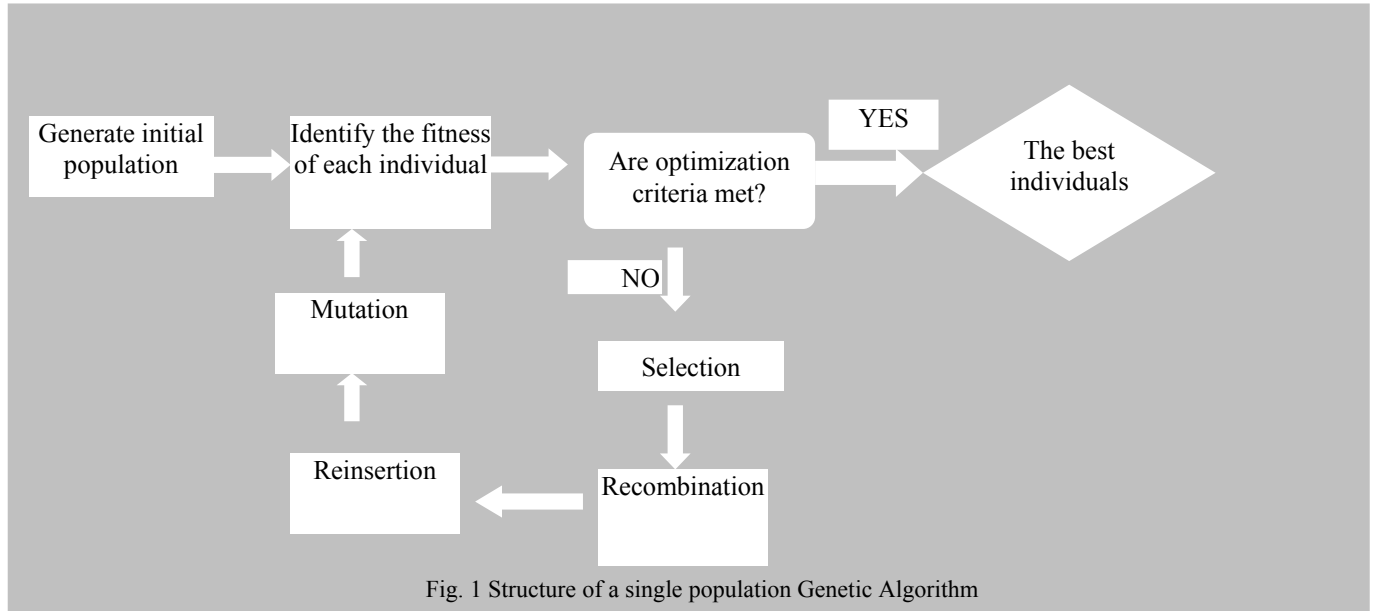 Generate initial
population
Identify the fitness
of each individual
Are optimization
criteria met?
YES
The best
individuals
NO
Selection
Recombination
Reinsertion
Mutation
Fig. 1 Structure of a single population Genetic Algorithm